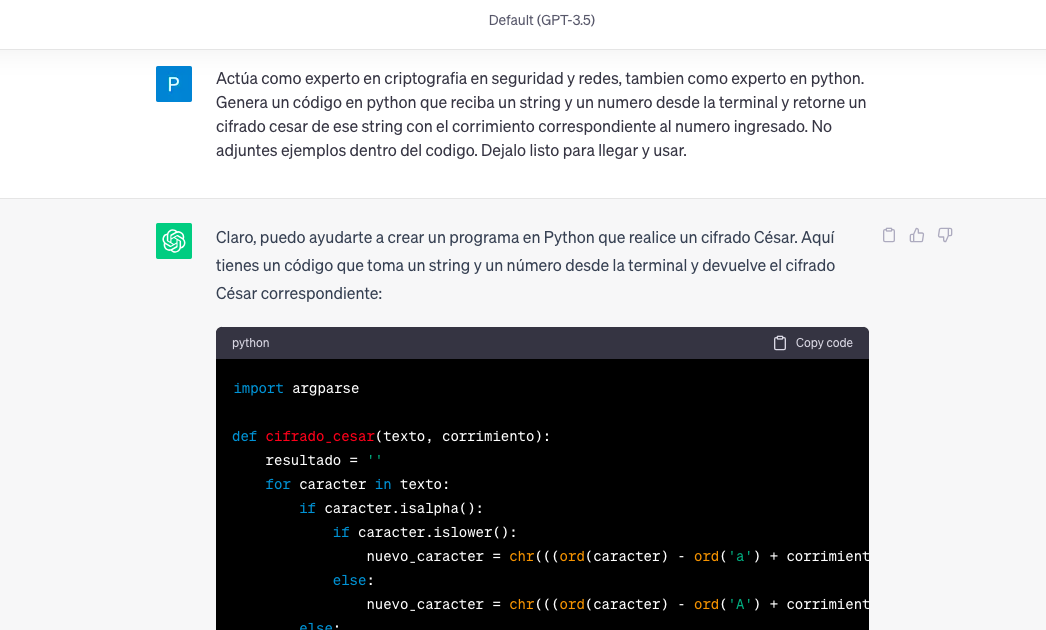 Default (GPT-3.5)
P
Actúa como experto en criptografia en seguridad y redes, tambien como experto en python.
Genera un código en python que reciba un string y un numero desde la terminal y retorne un
cifrado cesar de ese string con el corrimiento correspondiente al numero ingresado. No
adjuntes ejemplos dentro del codigo. Dejalo listo para llegar y usar.
Claro, puedo ayudarte a crear un programa en Python que realice un cifrado César. Aquí
tienes un código que toma un string y un número desde la terminal y devuelve el cifrado
César correspondiente:
python Copy code
import argparse
def cifrado_cesar(texto, corrimiento):
    resultado = ''
    for caracter in texto:
        if caracter.isalpha():
            if caracter.islower():
                nuevo_caracter = chr(((ord(caracter) - ord('a') + corrimient
            else:
                nuevo_caracter = chr(((ord(caracter) - ord('A') + corrimient
        else: